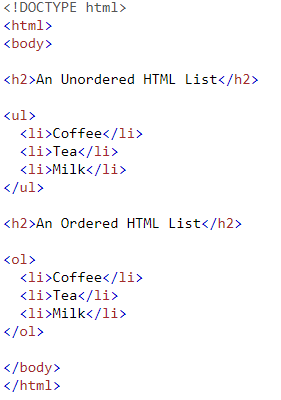 <!DOCTYPE html>
<html>
<body>
<h2>An Unordered HTML List</h2>
<ul>
<li>Coffee</li>
<li>Tea</li>
<li>Milk</li>
</ul>
<h2>An Ordered HTML List</h2>
<ol>
<li>Coffee</li>
<li>Tea</li>
<li>Milk</li>
</ol>
</body>
</html>